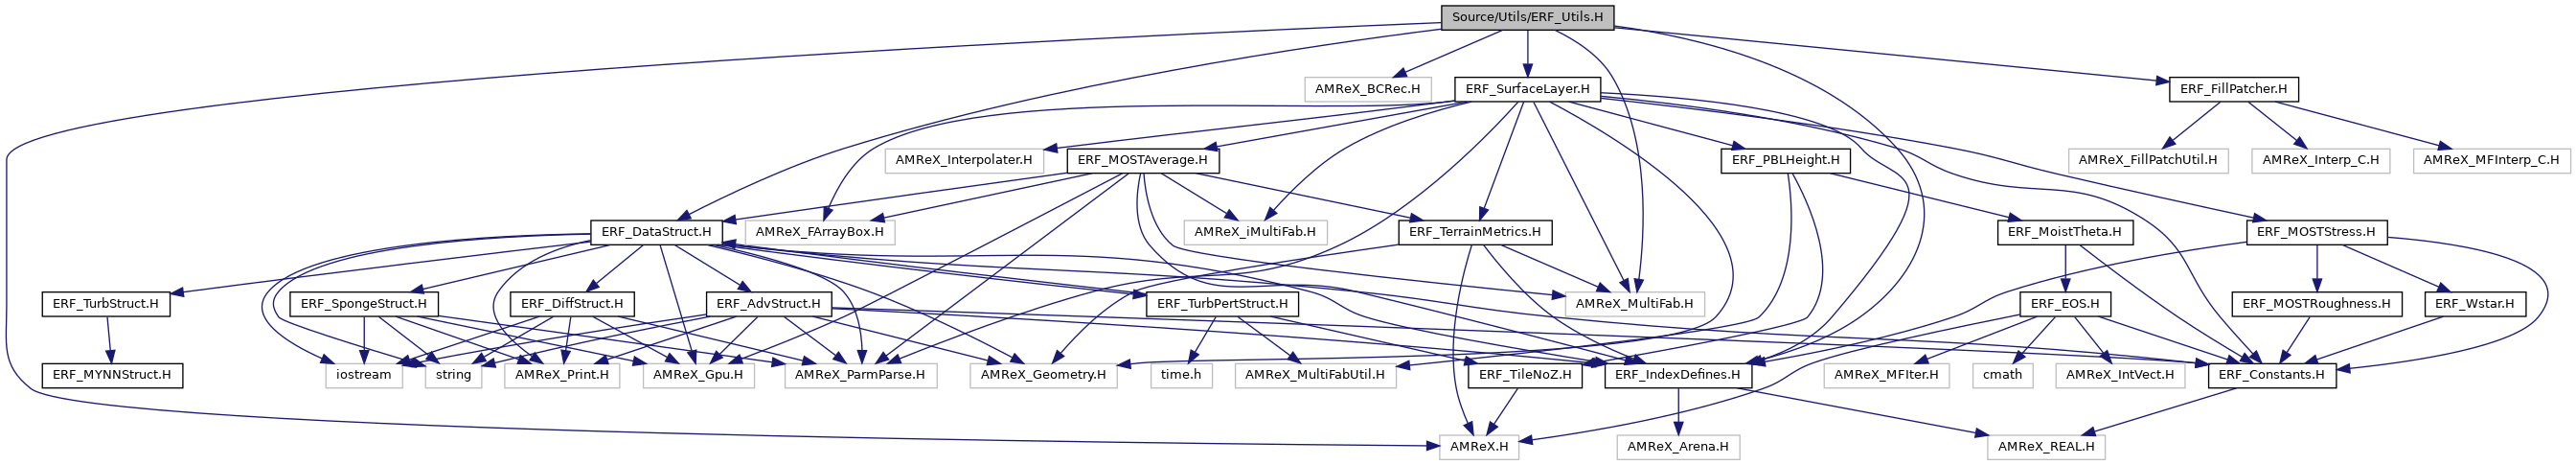 Source/Utils/ERF_Utils.H
AMReX_BCRec.H
ERF_SurfaceLayer.H
ERF_FillPatcher.H
AMReX_Interpolater.H
ERF_MOSTAverage.H
ERF_PBLHeight.H
AMReX_FillPatchUtil.H
AMReX_Interp_C.H
AMReX_MFInterp_C.H
ERF_DataStruct.H
AMReX_FArrayBox.H
AMReX_iMultiFab.H
ERF_TerrainMetrics.H
ERF_MoistTheta.H
ERF_MOSTStress.H
ERF_TurbStruct.H
ERF_SpongeStruct.H
ERF_DiffStruct.H
ERF_AdvStruct.H
ERF_TurbPertStruct.H
AMReX_MultiFab.H
ERF_EOS.H
ERF_MOSTRoughness.H
ERF_Wstar.H
ERF_MYNNStruct.H
iostream
string
AMReX_Print.H
AMReX_Gpu.H
AMReX_ParmParse.H
AMReX_Geometry.H
time.h
AMReX_MultiFabUtil.H
ERF_TileNoZ.H
ERF_IndexDefines.H
AMReX_MFIter.H
cmath
AMReX_IntVect.H
ERF_Constants.H
AMReX.H
AMReX_Arena.H
AMReX_REAL.H